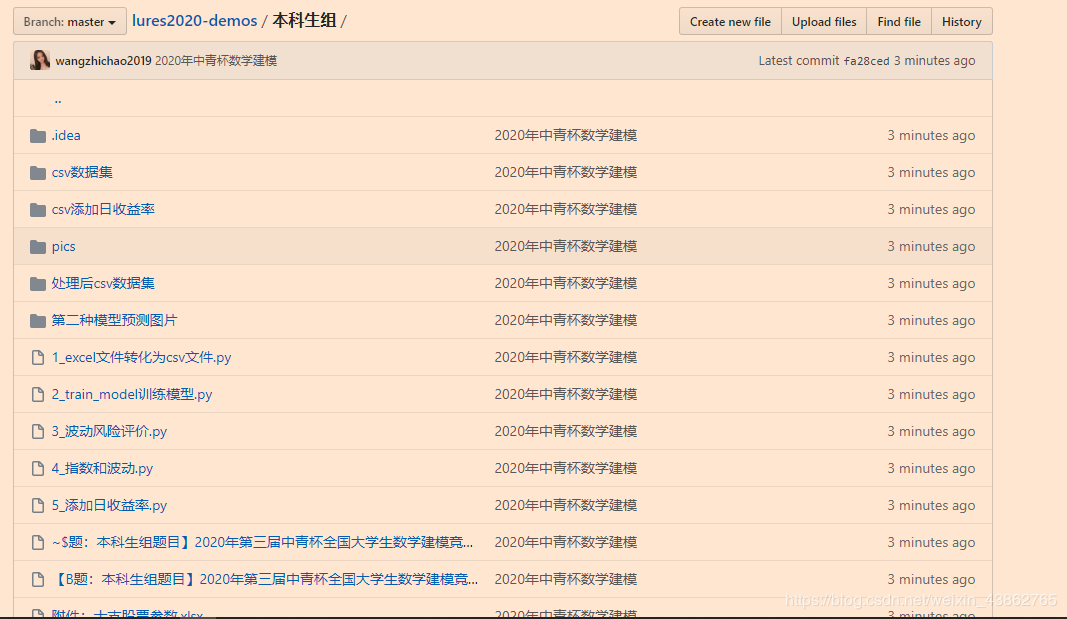 Branch: master lures2020-demos / 本科生组 / Create new file Upload files Find file History
wangzhichao2019 2020年中青杯数学建模 Latest commit fa28ced 3 minutes ago
..
.idea 2020年中青杯数学建模 3 minutes ago
csv数据集 2020年中青杯数学建模 3 minutes ago
csv添加日收益率 2020年中青杯数学建模 3 minutes ago
pics 2020年中青杯数学建模 3 minutes ago
处理后csv数据集 2020年中青杯数学建模 3 minutes ago
第二种模型预测图片 2020年中青杯数学建模 3 minutes ago
1_excel文件转化为csv文件.py 2020年中青杯数学建模 3 minutes ago
2_train_model训练模型.py 2020年中青杯数学建模 3 minutes ago
3_波动风险评价.py 2020年中青杯数学建模 3 minutes ago
4_指数和波动.py 2020年中青杯数学建模 3 minutes ago
5_添加日收益率.py 2020年中青杯数学建模 3 minutes ago
~$题：本科生组题目】2020年第三届中青杯全国大学生数学建模竞... 2020年中青杯数学建模 3 minutes ago
【B题：本科生组题目】2020年第三届中青杯全国大学生数学建模竞... 2020年中青杯数学建模 3 minutes ago
附件：十支股票参数.xlsx 2020年中青杯数学建模 3 minutes ago
https://blog.csdn.net/weixin_43862765